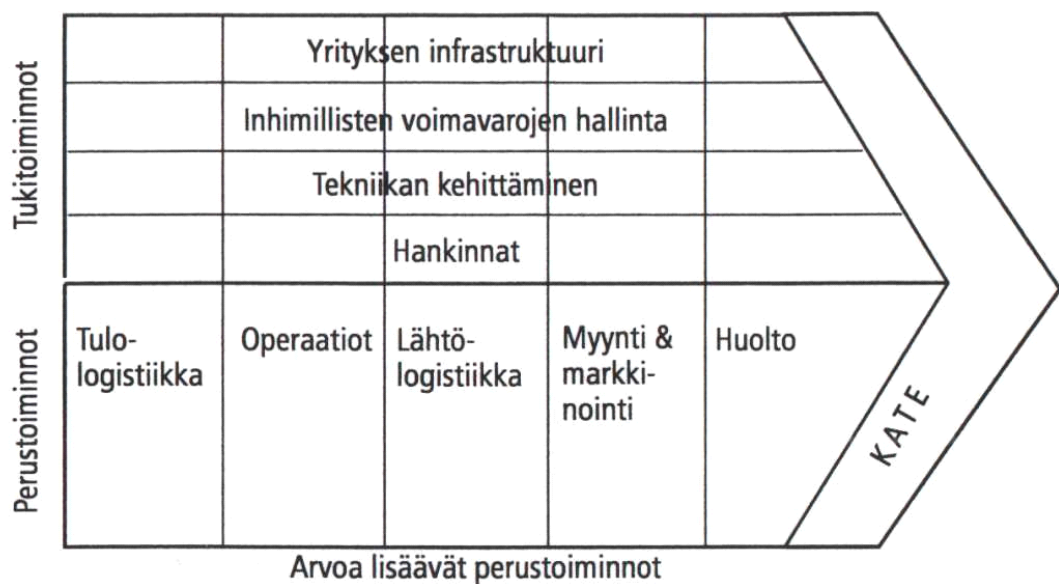 Tukitoiminnot
Yrityksen infrastruktuuri
Inhimillisten voimavarojen hallinta
Tekniikan kehittäminen
Hankinnat
Perustoiminnot
Tulo-
logistiikka
Operaatiot
Lähtö-
logistiikka
Myynti &
markki-
nointi
Huolto
KATE
Arvoa lisäävät perustoiminnot